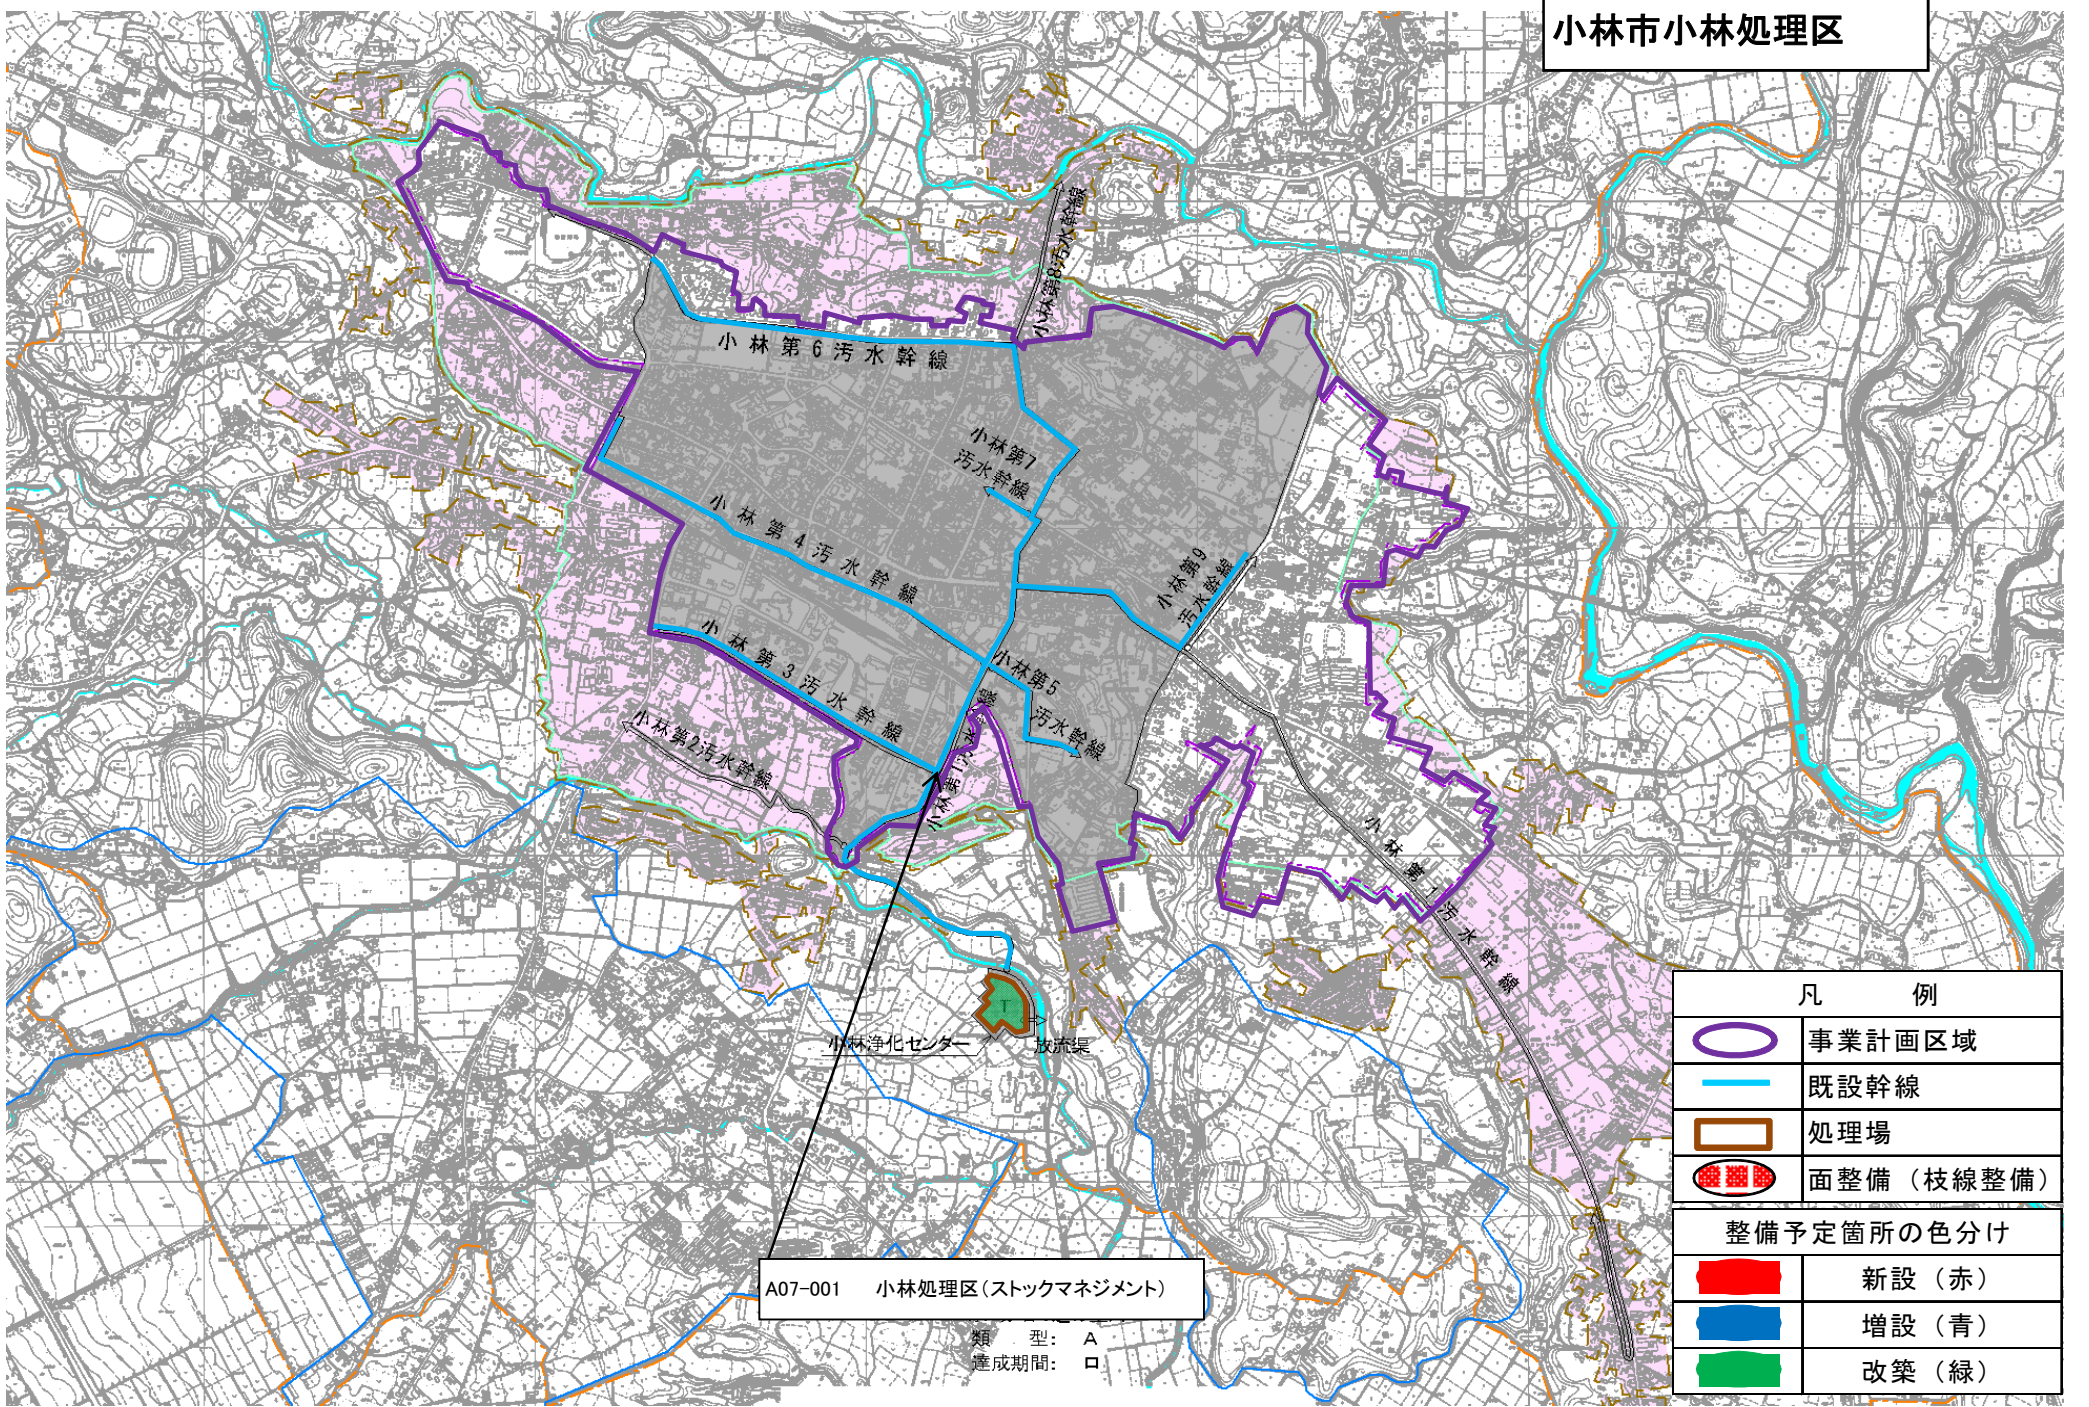 小林市小林処理区
小林第8汚水幹線
小林第6汚水幹線
小林第7
汚水幹線
小林第4汚水幹線
小林第9
汚水幹線
小林第3汚水幹線
小林第5
汚水幹線
小林第2汚水幹線
小林第1汚水幹線
小林第1汚水幹線
T
小林浄化センター
放流渠
A07-001 小林処理区(ストックマネジメント)
類 型: A
達成期間: ロ
凡 例
事業計画区域
既設幹線
処理場
面整備（枝線整備）
整備予定箇所の色分け
新設（赤）
増設（青）
改築（緑）